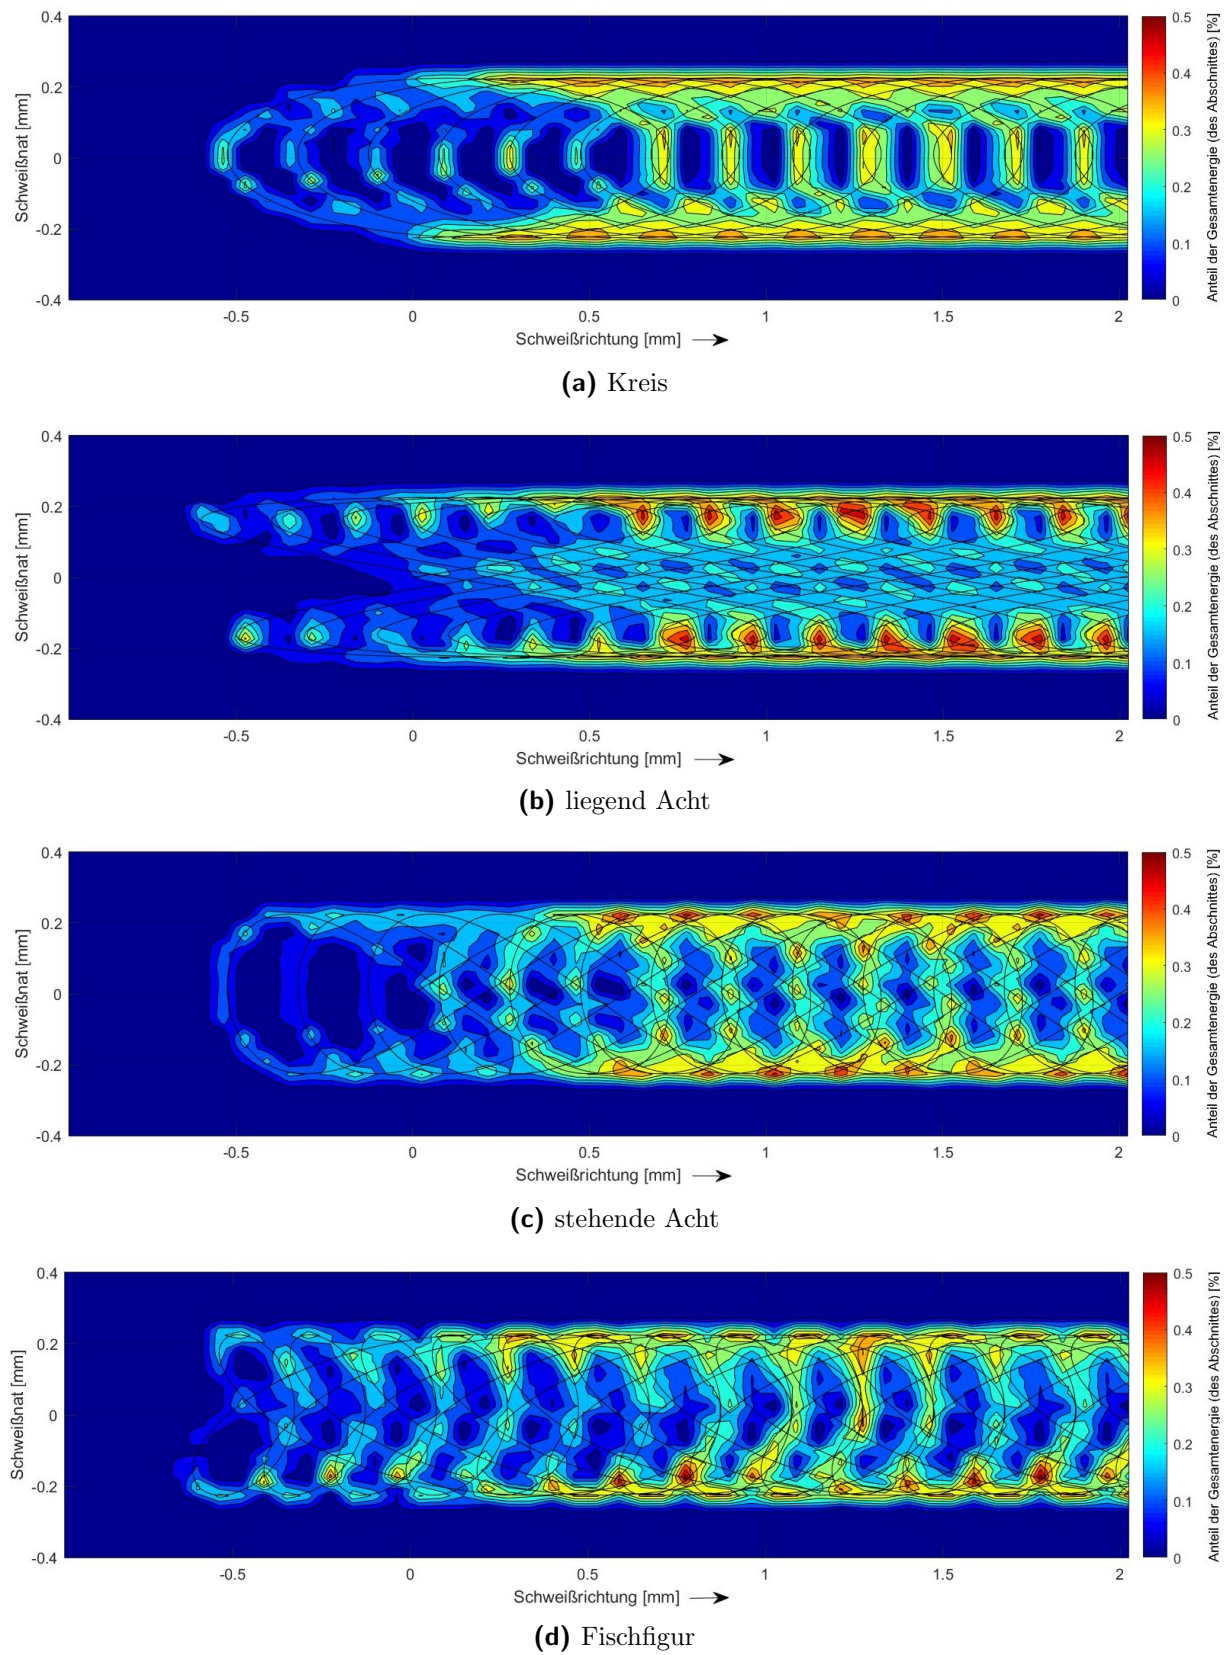 0.4
0.2
0
-0.2
-0.4
Schweißnat [mm]
-0.5 0 0.5 1 1.5 2
Schweißrichtung [mm]
0.5
0.4
0.3
0.2
0.1
0
Anteil der Gesamtenergie (des Abschnittes) [%]
(a) Kreis
0.4
0.2
0
-0.2
-0.4
Schweißnat [mm]
-0.5 0 0.5 1 1.5 2
Schweißrichtung [mm]
0.5
0.4
0.3
0.2
0.1
0
Anteil der Gesamtenergie (des Abschnittes) [%]
(b) liegend Acht
0.4
0.2
0
-0.2
-0.4
Schweißnat [mm]
-0.5 0 0.5 1 1.5 2
Schweißrichtung [mm]
0.5
0.4
0.3
0.2
0.1
0
Anteil der Gesamtenergie (des Abschnittes) [%]
(c) stehende Acht
0.4
0.2
0
-0.2
-0.4
Schweißnat [mm]
-0.5 0 0.5 1 1.5 2
Schweißrichtung [mm]
0.5
0.4
0.3
0.2
0.1
0
Anteil der Gesamtenergie (des Abschnittes) [%]
(d) Fischfigur